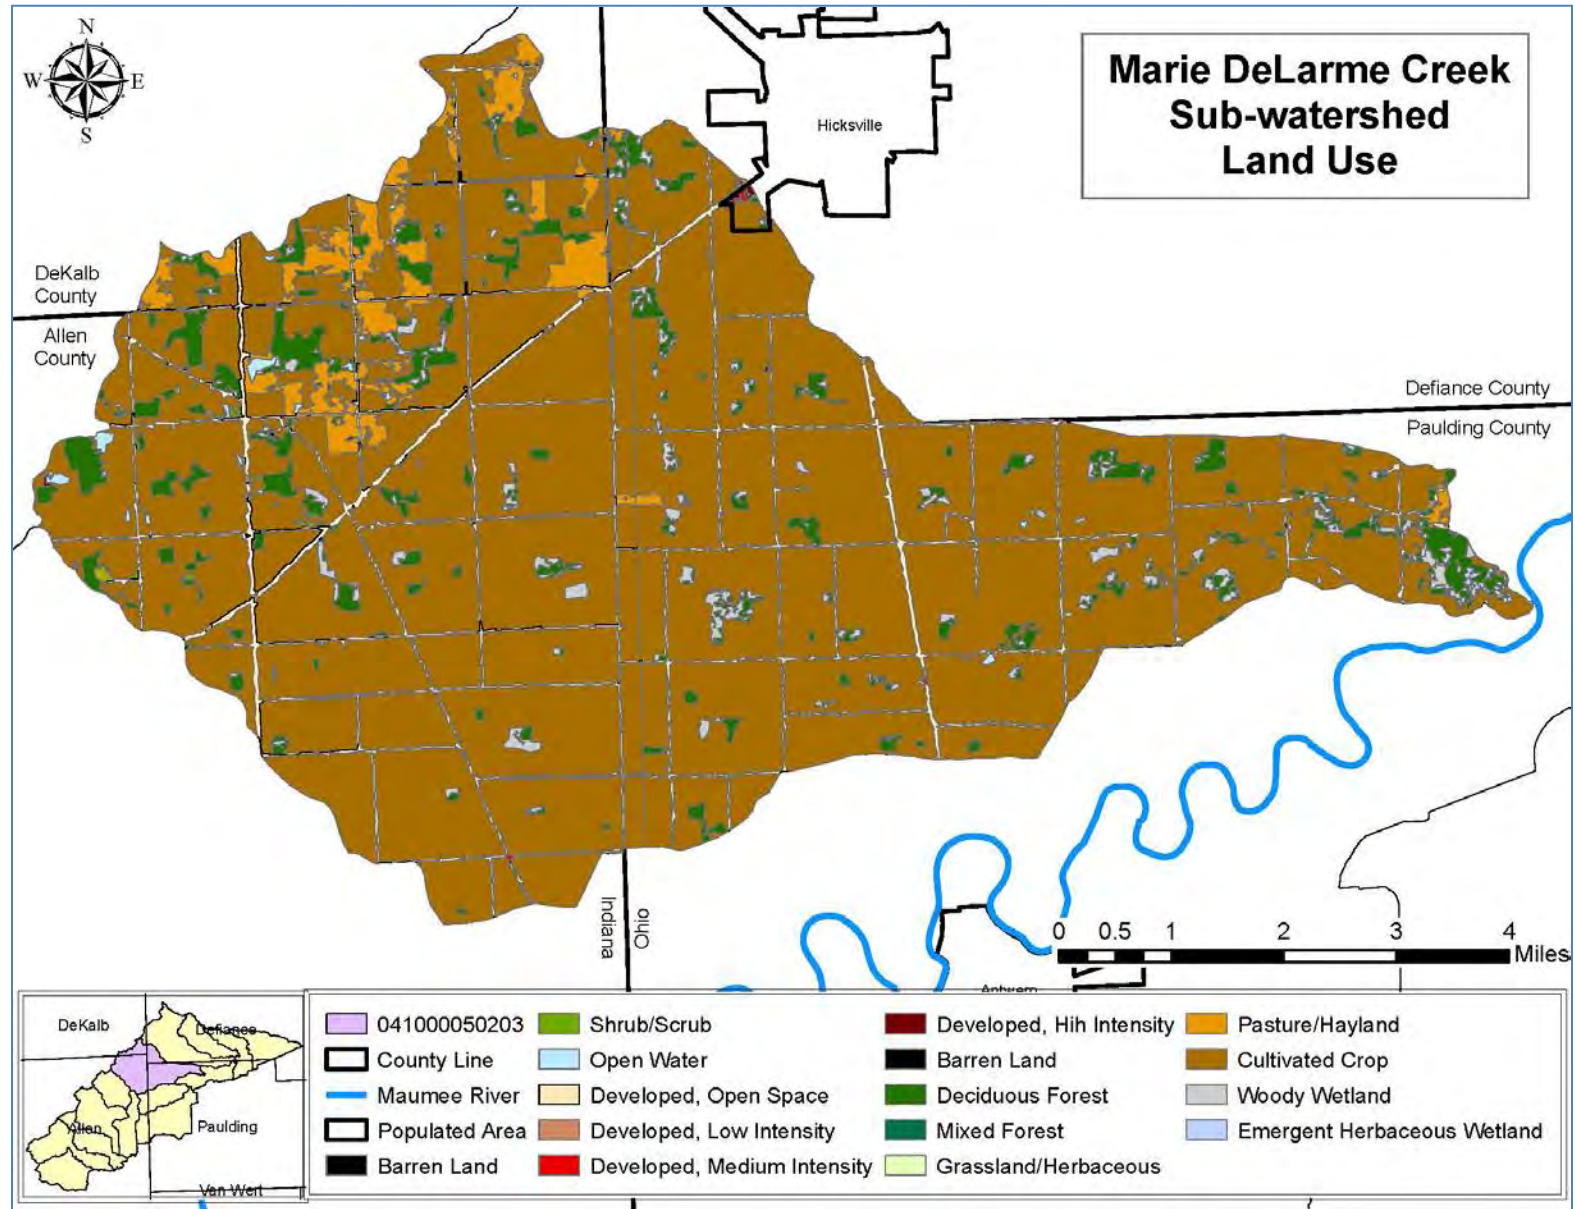 N
W E
S
Marie DeLarme Creek
Sub-watershed
Land Use
Hicksville
DeKalb
County
Allen
County
Defiance County
Paulding County
Indiana
Ohio
0 0.5 1 2 3 4
Miles
Antwerp
DeKalb
Defiance
Allen
Paulding
Van Wert
041000050203
County Line
Maumee River
Populated Area
Barren Land
Shrub/Scrub
Open Water
Developed, Open Space
Developed, Low Intensity
Developed, Medium Intensity
Developed, Hih Intensity
Barren Land
Deciduous Forest
Mixed Forest
Grassland/Herbaceous
Pasture/Hayland
Cultivated Crop
Woody Wetland
Emergent Herbaceous Wetland